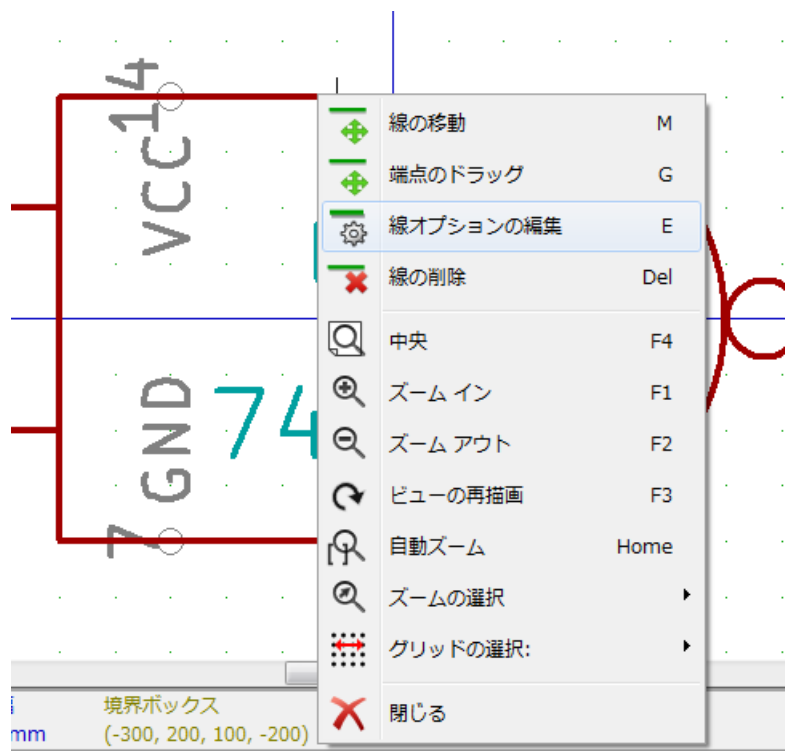 14
VCC
GND
7
74
線の移動 M
端点のドラッグ G
線オプションの編集 E
線の削除 Del
中央 F4
ズーム イン F1
ズーム アウト F2
ビューの再描画 F3
自動ズーム Home
ズームの選択
グリッドの選択:
閉じる
境界ボックス
mm (-300, 200, 100, -200)